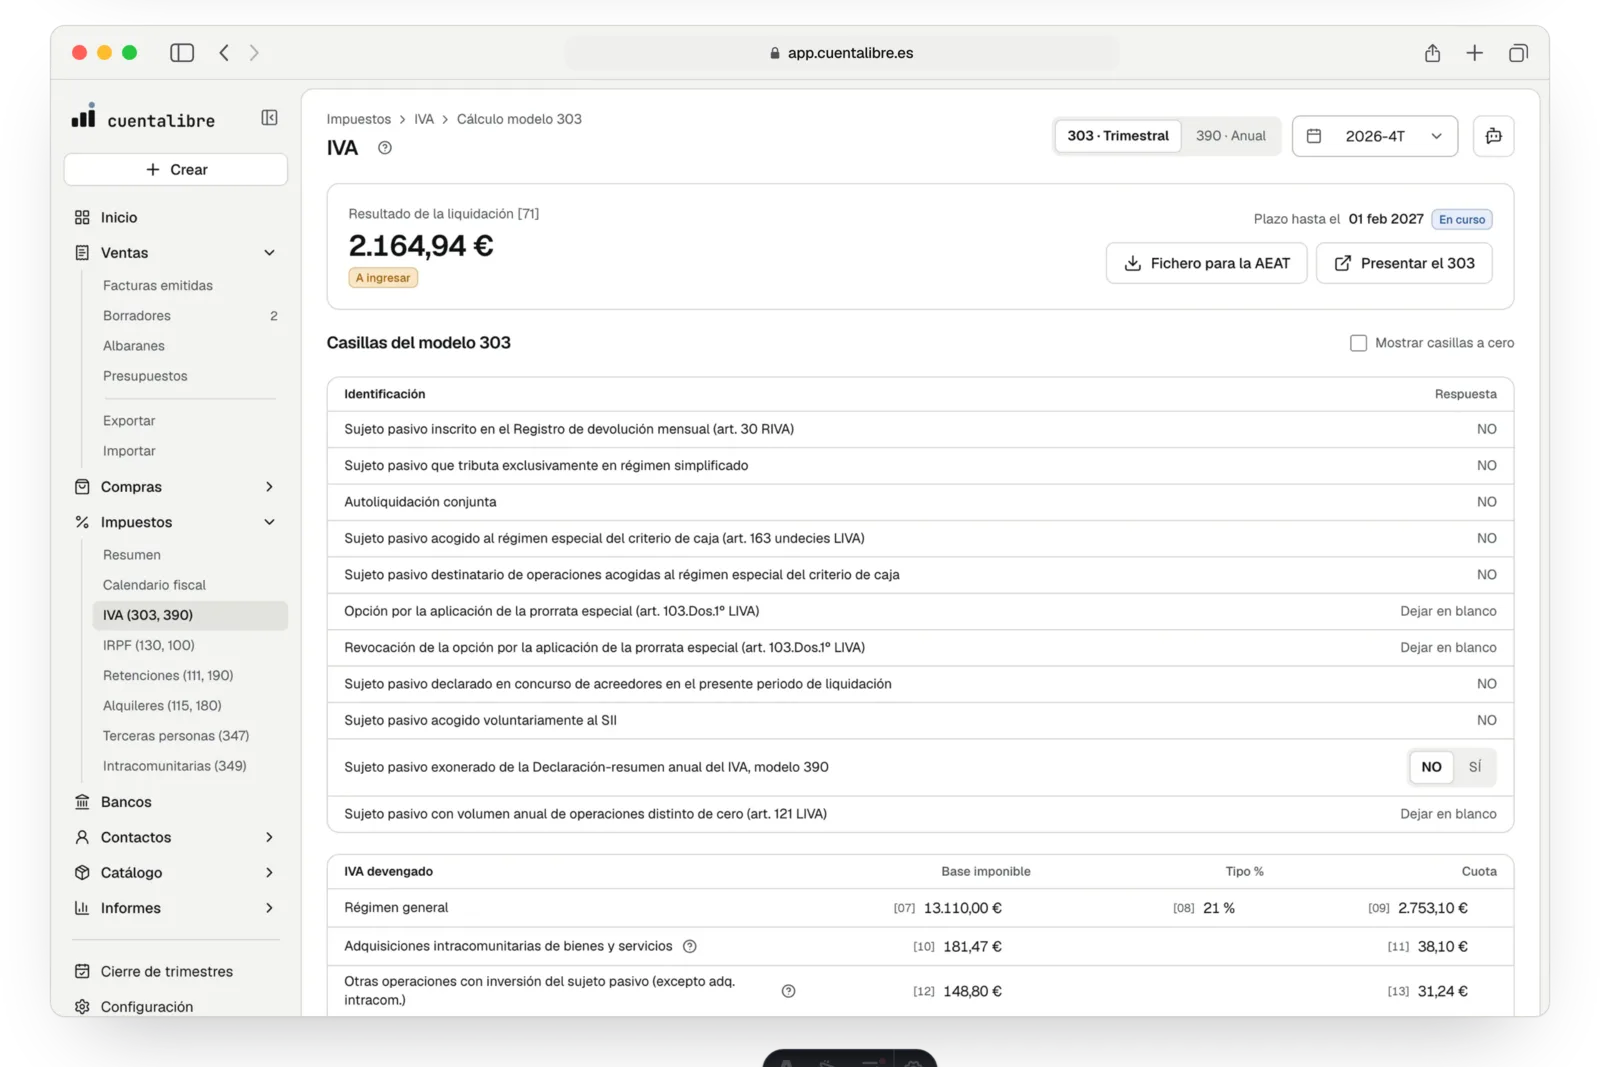 app.cuentalibre.es
cuentalibre
Crear
Inicio
Ventas
Facturas emitidas
Borradores 2
Albaranes
Presupuestos
Exportar
Importar
Compras
Impuestos
Resumen
Calendario fiscal
IVA (303, 390)
IRPF (130, 100)
Retenciones (111, 190)
Alquileres (115, 180)
Terceras personas (347)
Intracomunitarias (349)
Bancos
Contactos
Catálogo
Informes
Cierre de trimestres
Configuración
Impuestos > IVA > Cálculo modelo 303
IVA
303 · Trimestral 390 · Anual 2026-4T
Resultado de la liquidación [71]
2.164,94 €
A ingresar
Plazo hasta el 01 feb 2027 En curso
Fichero para la AEAT Presentar el 303
Casillas del modelo 303 Mostrar casillas a cero
Identificación Respuesta
Sujeto pasivo inscrito en el Registro de devolución mensual (art. 30 RIVA) NO
Sujeto pasivo que tributa exclusivamente en régimen simplificado NO
Autoliquidación conjunta NO
Sujeto pasivo acogido al régimen especial del criterio de caja (art. 163 undecies LIVA) NO
Sujeto pasivo destinatario de operaciones acogidas al régimen especial del criterio de caja NO
Opción por la aplicación de la prorrata especial (art. 103.Dos.1º LIVA) Dejar en blanco
Revocación de la opción por la aplicación de la prorrata especial (art. 103.Dos.1º LIVA) Dejar en blanco
Sujeto pasivo declarado en concurso de acreedores en el presente periodo de liquidación NO
Sujeto pasivo acogido voluntariamente al SII NO
Sujeto pasivo exonerado de la Declaración-resumen anual del IVA, modelo 390 NO SÍ
Sujeto pasivo con volumen anual de operaciones distinto de cero (art. 121 LIVA) Dejar en blanco
IVA devengado Base imponible Tipo % Cuota
Régimen general [07] 13.110,00 € [08] 21 % [09] 2.753,10 €
Adquisiciones intracomunitarias de bienes y servicios [10] 181,47 € [11] 38,10 €
Otras operaciones con inversión del sujeto pasivo (excepto adq.
intracom.) [12] 148,80 € [13] 31,24 €